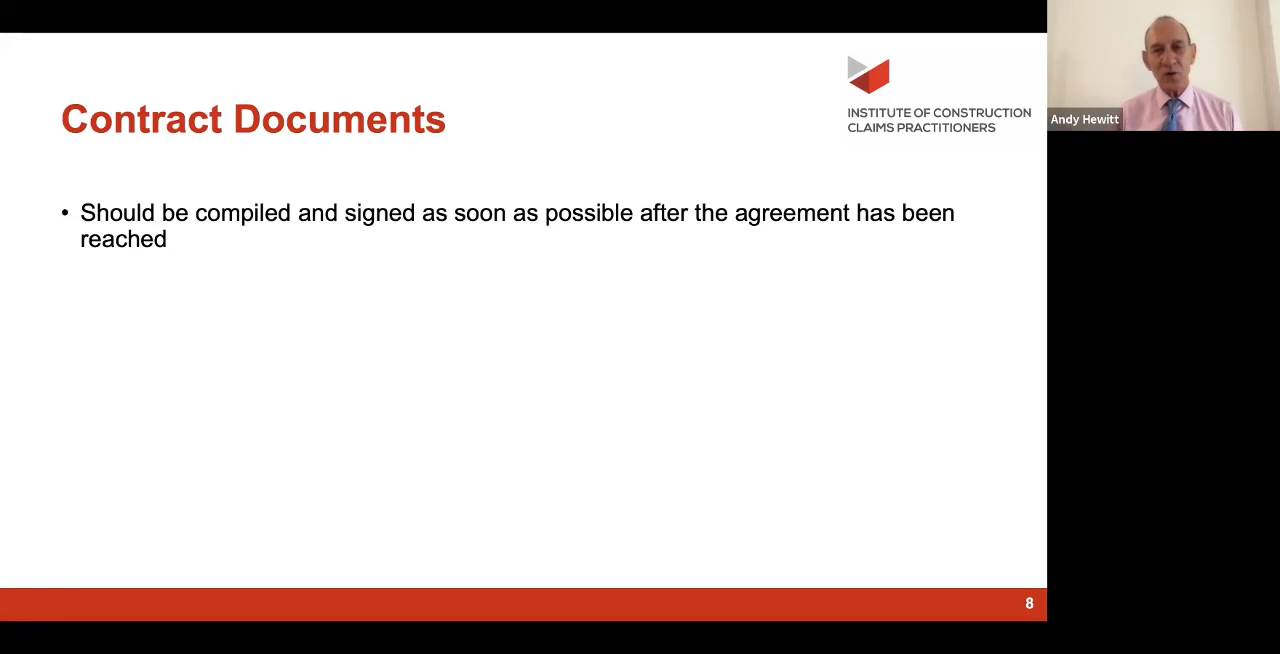 Contract Documents
INSTITUTE OF CONSTRUCTION
CLAIMS PRACTITIONERS
• Should be compiled and signed as soon as possible after the agreement has been
reached
8
Andy Hewitt